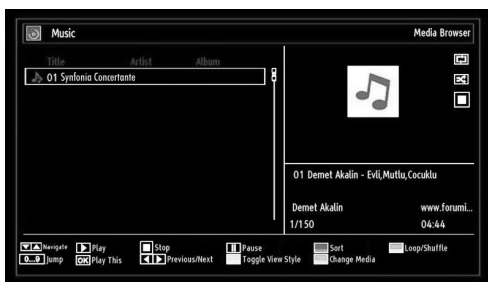 Music Media Browser
Title Artist Album
01 Synfonia Concertante
01 Demet Akalin - Evli,Mutlu,Cocuklu
Demet Akalin www.forumi...
1/150 04:44
Navigate Play Stop Pause Sort Loop/Shuffle
0...9 Jump OK Play This Previous/Next Toggle View Style Change Media